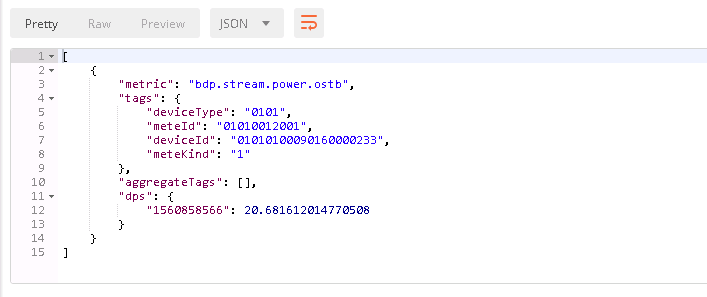 Pretty Raw Preview JSON
1 [
2 {
3 "metric": "bdp.stream.power.ostb",
4 "tags": {
5 "deviceType": "0101",
6 "meteId": "01010012001",
7 "deviceId": "01010100090160000233",
8 "meteKind": "1"
9 },
10 "aggregateTags": [],
11 "dps": {
12 "1560858566": 20.681612014770508
13 }
14 }
15 ]